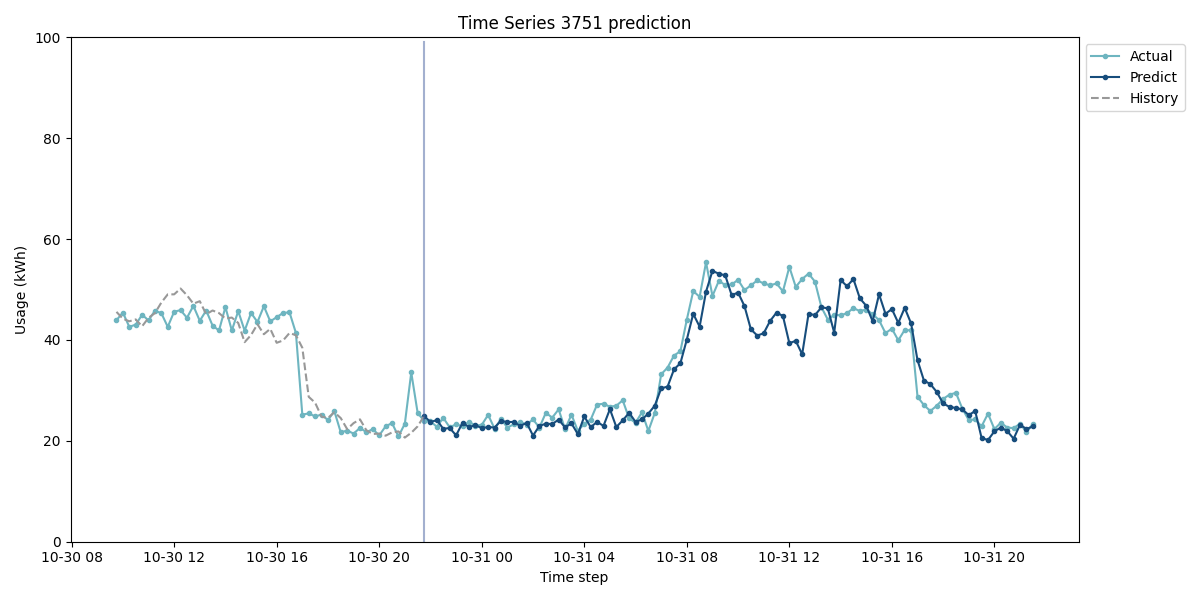 Time Series 3751 prediction
Actual
Predict
History
Usage (kWh)
100
80
60
40
20
0
10-30 08
10-30 12
10-30 16
10-30 20
10-31 00
10-31 04
10-31 08
10-31 12
10-31 16
10-31 20
Time step